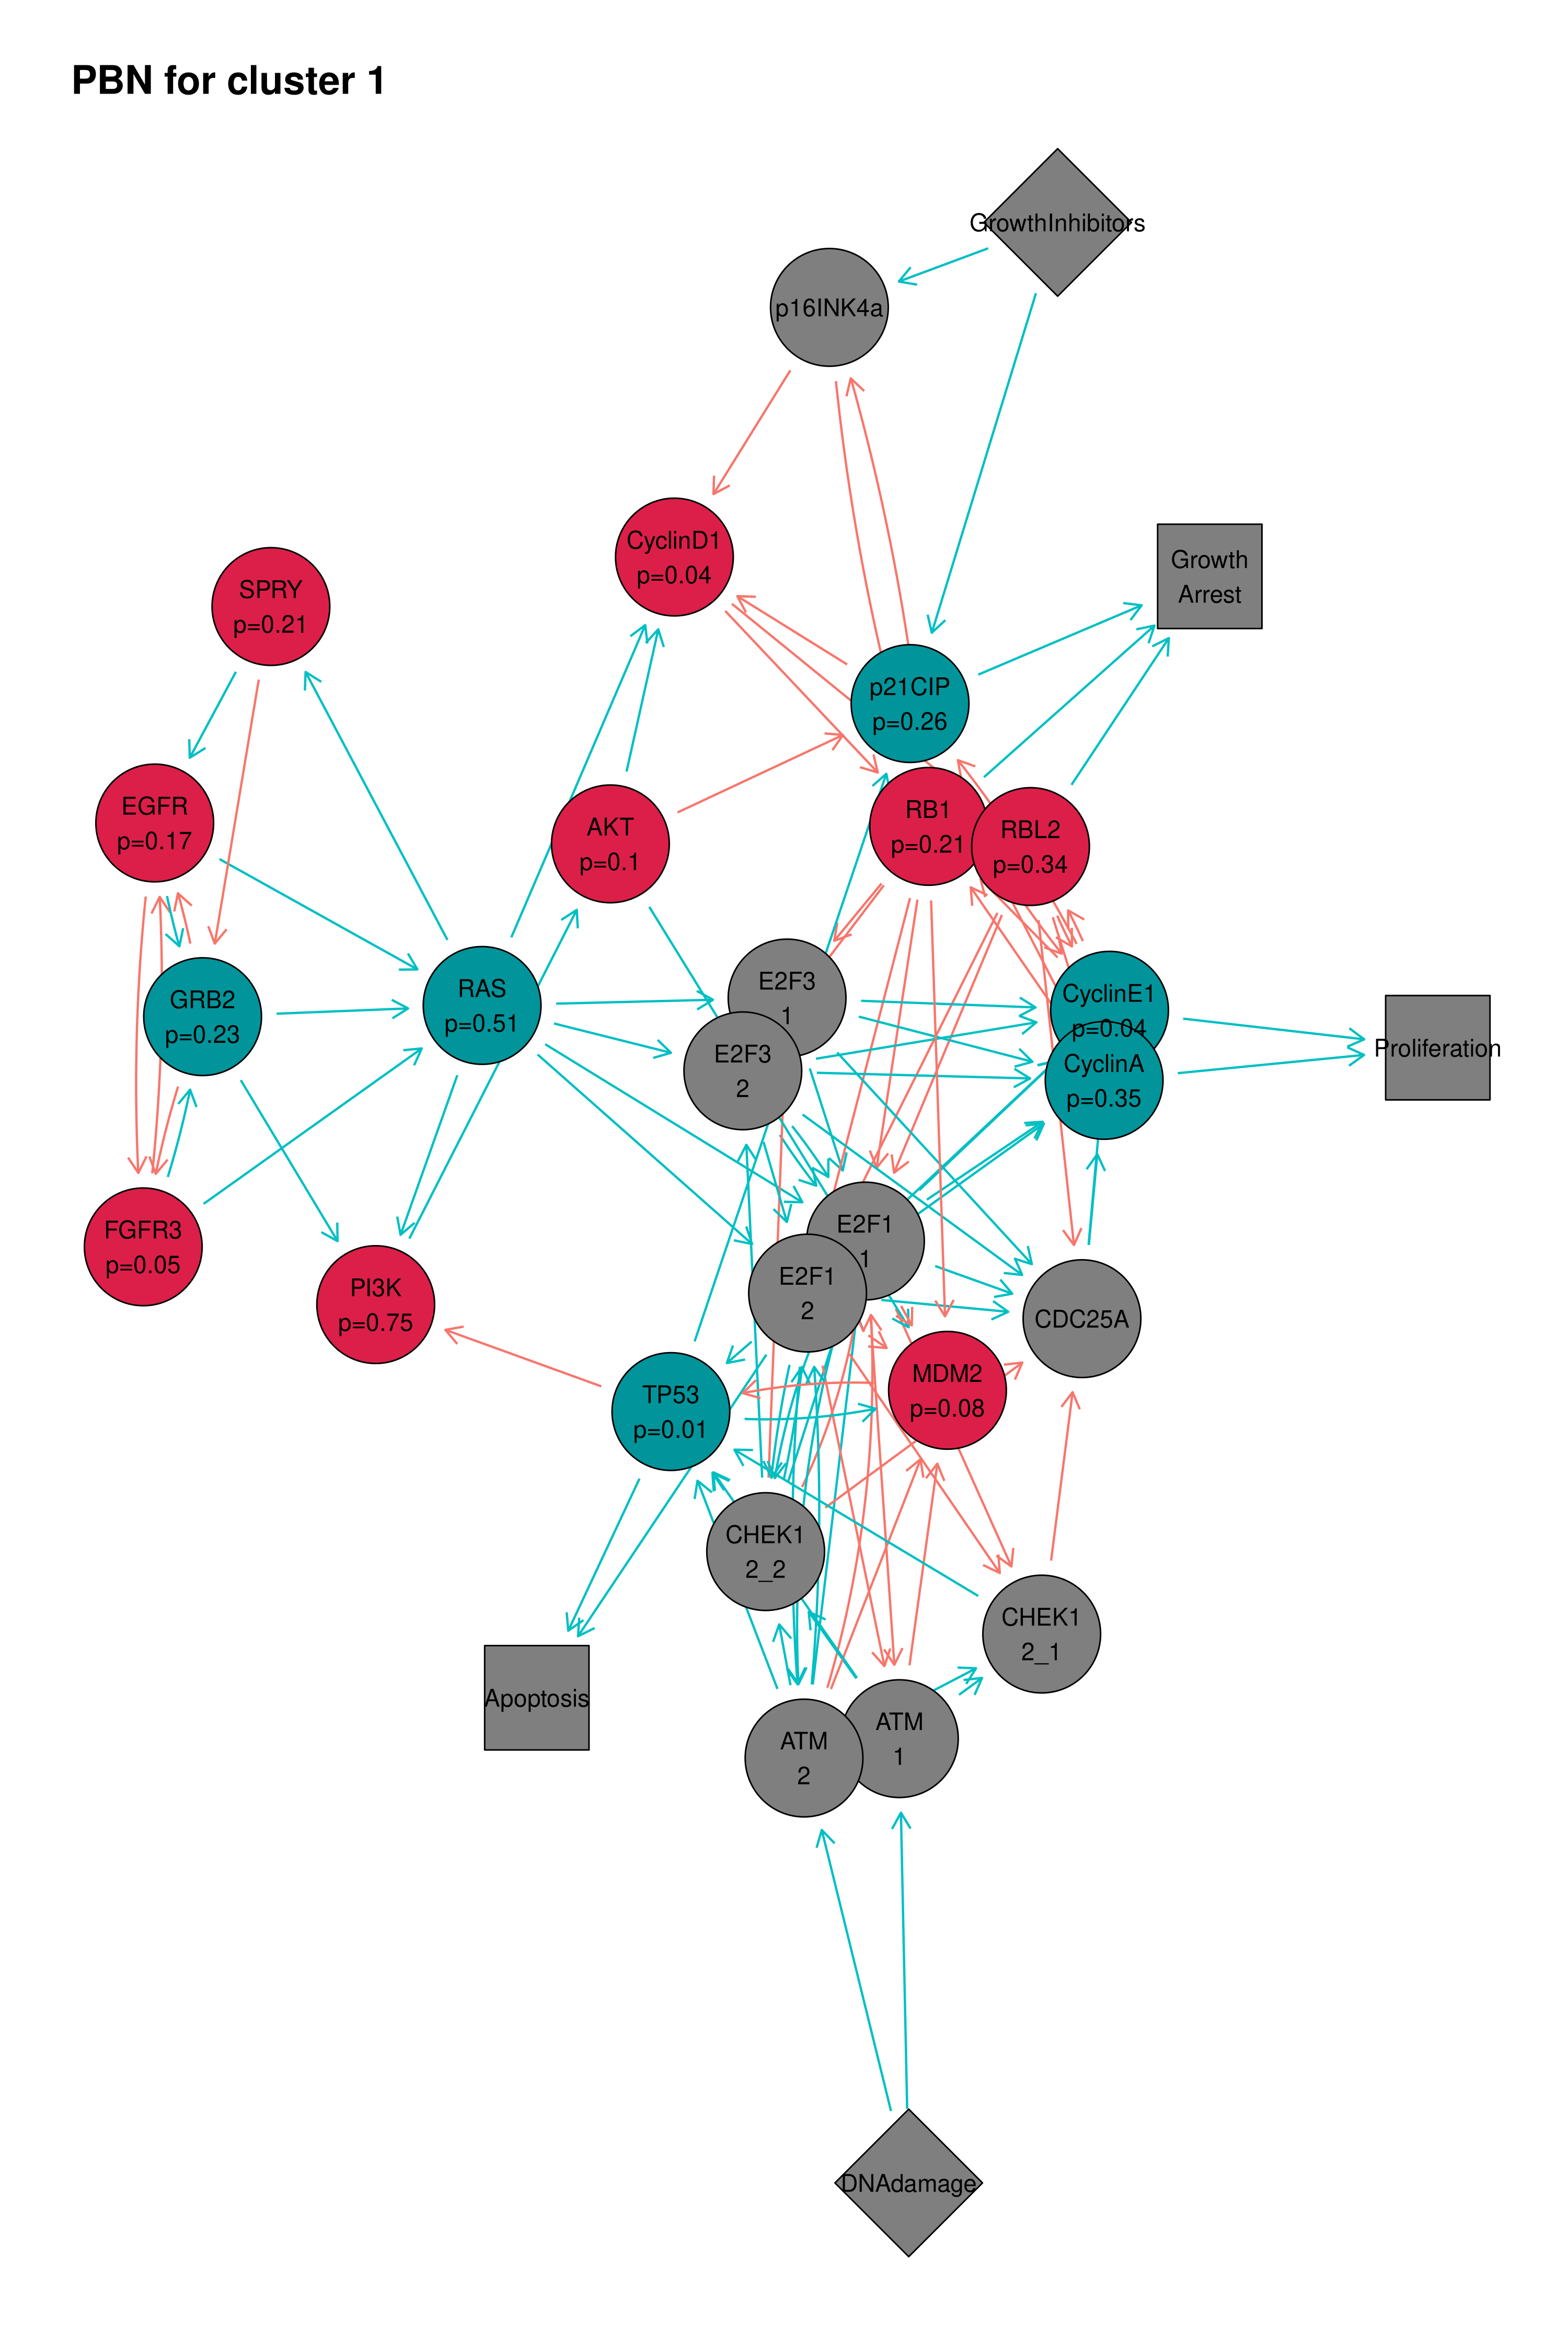 PBN for cluster 1
GrowthInhibitors
p16INK4a
CyclinD1
p=0.04
Growth
Arrest
SPRY
p=0.21
p21CIP
p=0.26
EGFR
p=0.17
AKT
p=0.1
RB1
p=0.21
RBL2
p=0.34
GRB2
p=0.23
RAS
p=0.51
E2F3
1
CyclinE1
p=0.04
E2F3
2
CyclinA
p=0.35
Proliferation
FGFR3
p=0.05
PI3K
p=0.75
E2F1
1
E2F1
2
CDC25A
TP53
p=0.01
MDM2
p=0.08
CHEK1
2_2
CHEK1
2_1
Apoptosis
ATM
1
ATM
2
DNAdamage